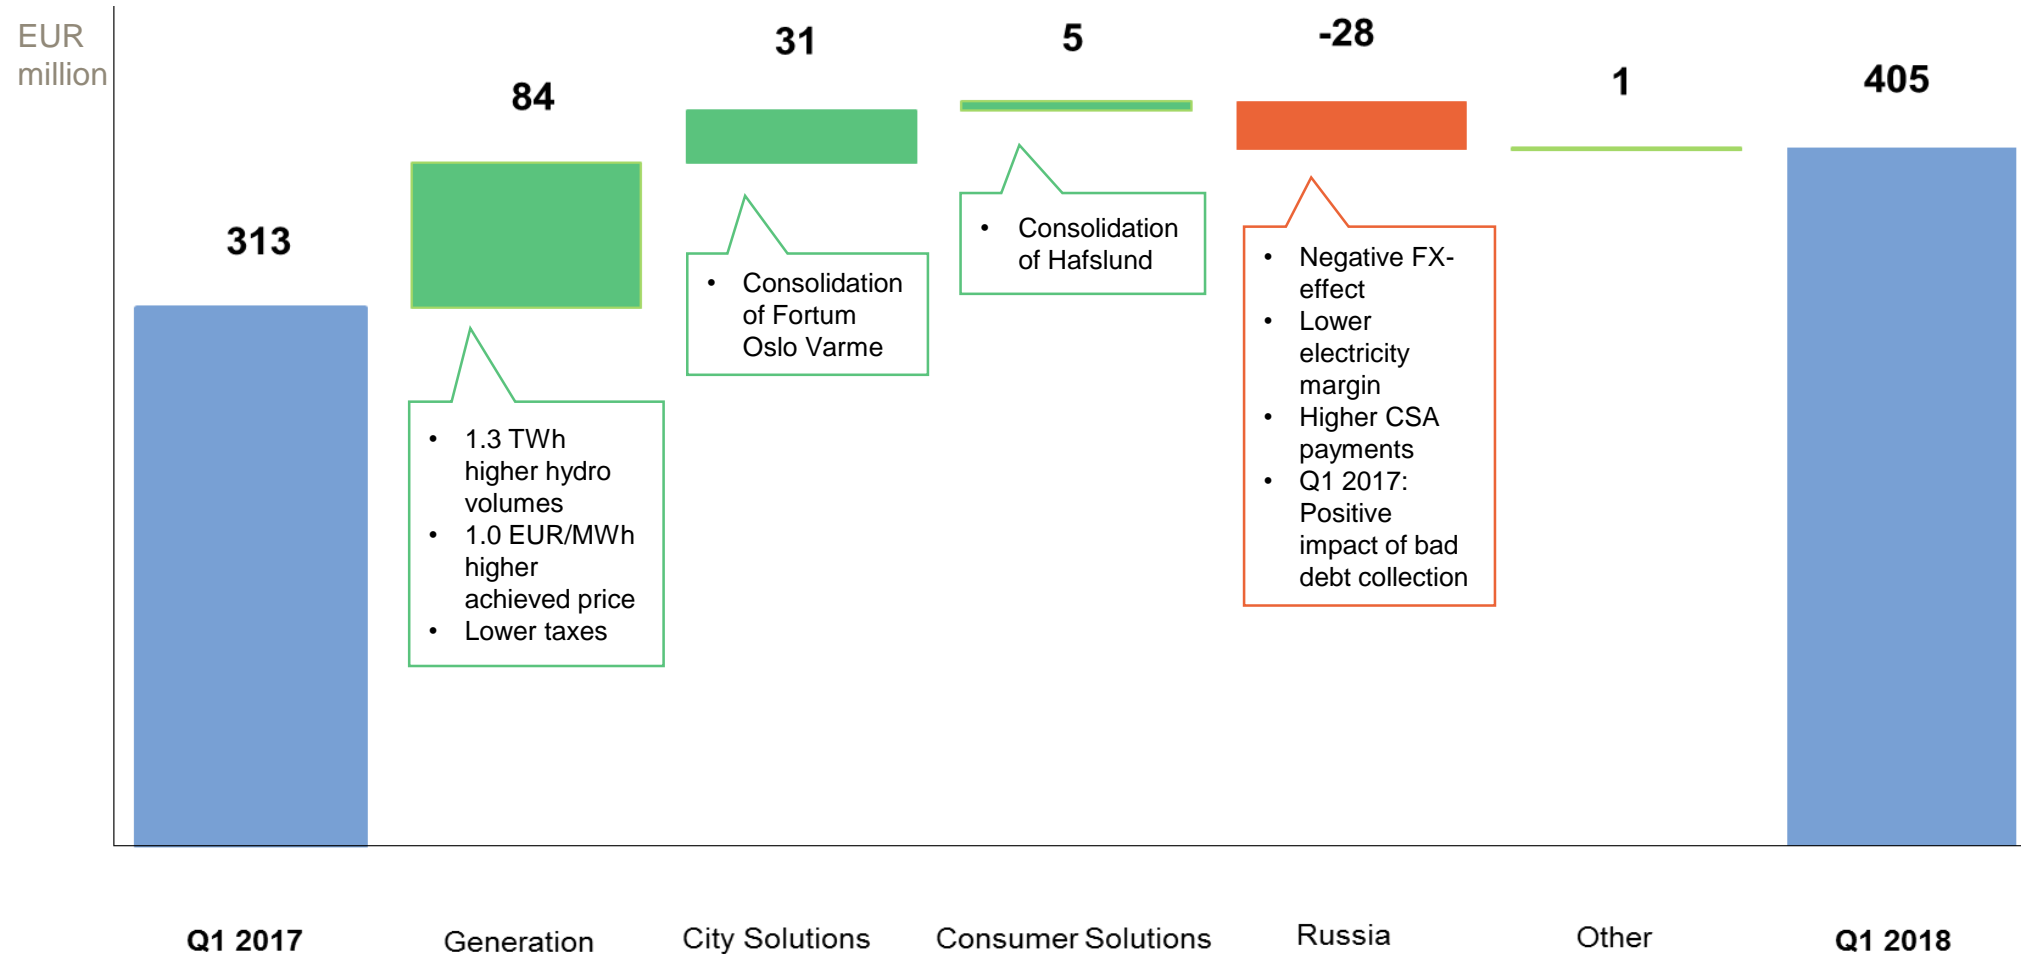 EUR
million
313
84
31
5
-28
1
405
• 1.3 TWh
higher hydro
volumes
• 1.0 EUR/MWh
higher
achieved price
• Lower taxes
• Consolidation
of Fortum
Oslo Varme
• Consolidation
of Hafslund
• Negative FX-
effect
• Lower
electricity
margin
• Higher CSA
payments
• Q1 2017:
Positive
impact of bad
debt collection
Q1 2017
Generation
City Solutions
Consumer Solutions
Russia
Other
Q1 2018